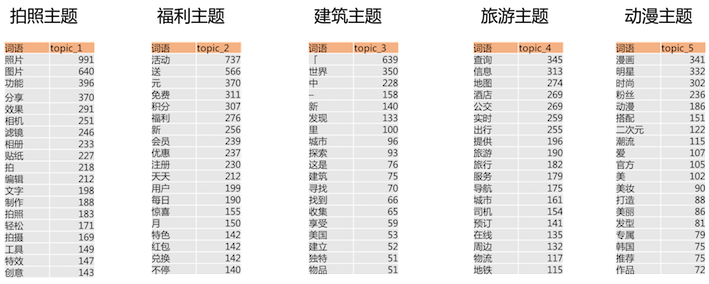 拍照主题 福利主题 建筑主题 旅游主题 动漫主题
词语 topic_1 词语 topic_2 词语 topic_3 词语 topic_4 词语 topic_5
照片 991 活动 737 「 639 查询 345 漫画 341
图片 640 送 566 世界 350 信息 313 明星 332
功能 396 元 370 中 228 地图 274 时尚 302
分享 370 免费 311 – 158 酒店 269 粉丝 236
效果 291 积分 307 新 140 公交 269 动漫 186
相机 251 福利 276 发现 133 实时 259 搭配 151
滤镜 246 新 256 里 100 出行 255 二次元 122
相册 233 会员 239 城市 96 提供 196 潮流 115
贴纸 227 优惠 237 探索 93 旅游 190 爱 107
拍 218 注册 230 这是 76 旅行 182 官方 105
编辑 212 天天 212 建筑 75 服务 179 美 102
文字 198 用户 199 寻找 70 导航 175 美妆 90
制作 188 每日 190 找到 66 城市 161 打造 88
拍照 183 惊喜 155 收集 65 司机 154 美丽 86
轻松 171 月 150 享受 59 预订 141 发型 81
拍摄 169 特色 142 美国 53 在线 135 专属 79
工具 149 红包 142 建立 52 周边 132 韩国 75
特效 147 兑换 142 独特 51 物流 117 推荐 75
创意 143 不停 140 物品 51 地铁 115 作品 72